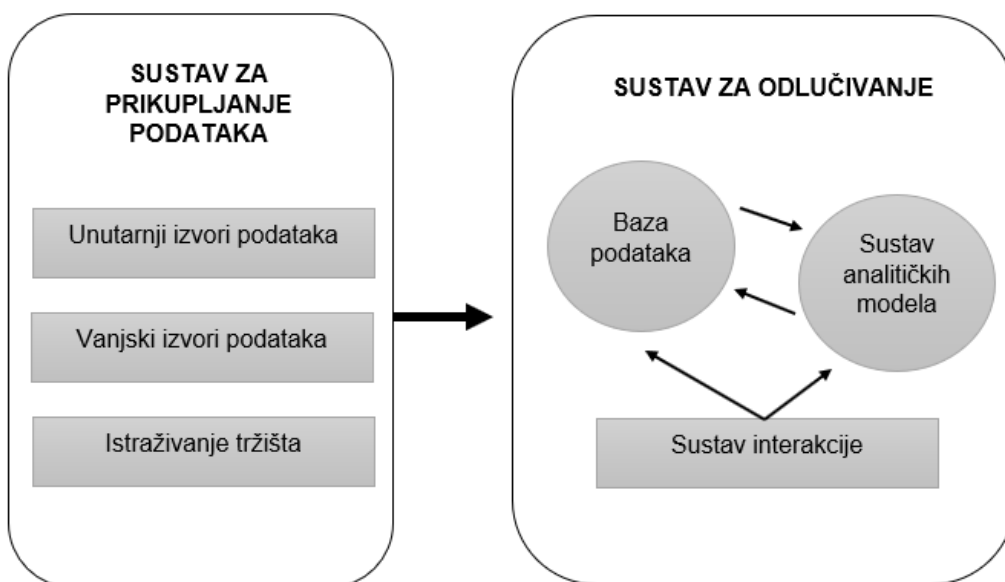 SUSTAV ZA
PRIKUPLJANJE
PODATAKA
Unutarnji izvori podataka
Vanjski izvori podataka
Istraživanje tržišta
SUSTAV ZA ODLUČIVANJE
Baza
podataka
Sustav
analitičkih
modela
Sustav interakcije